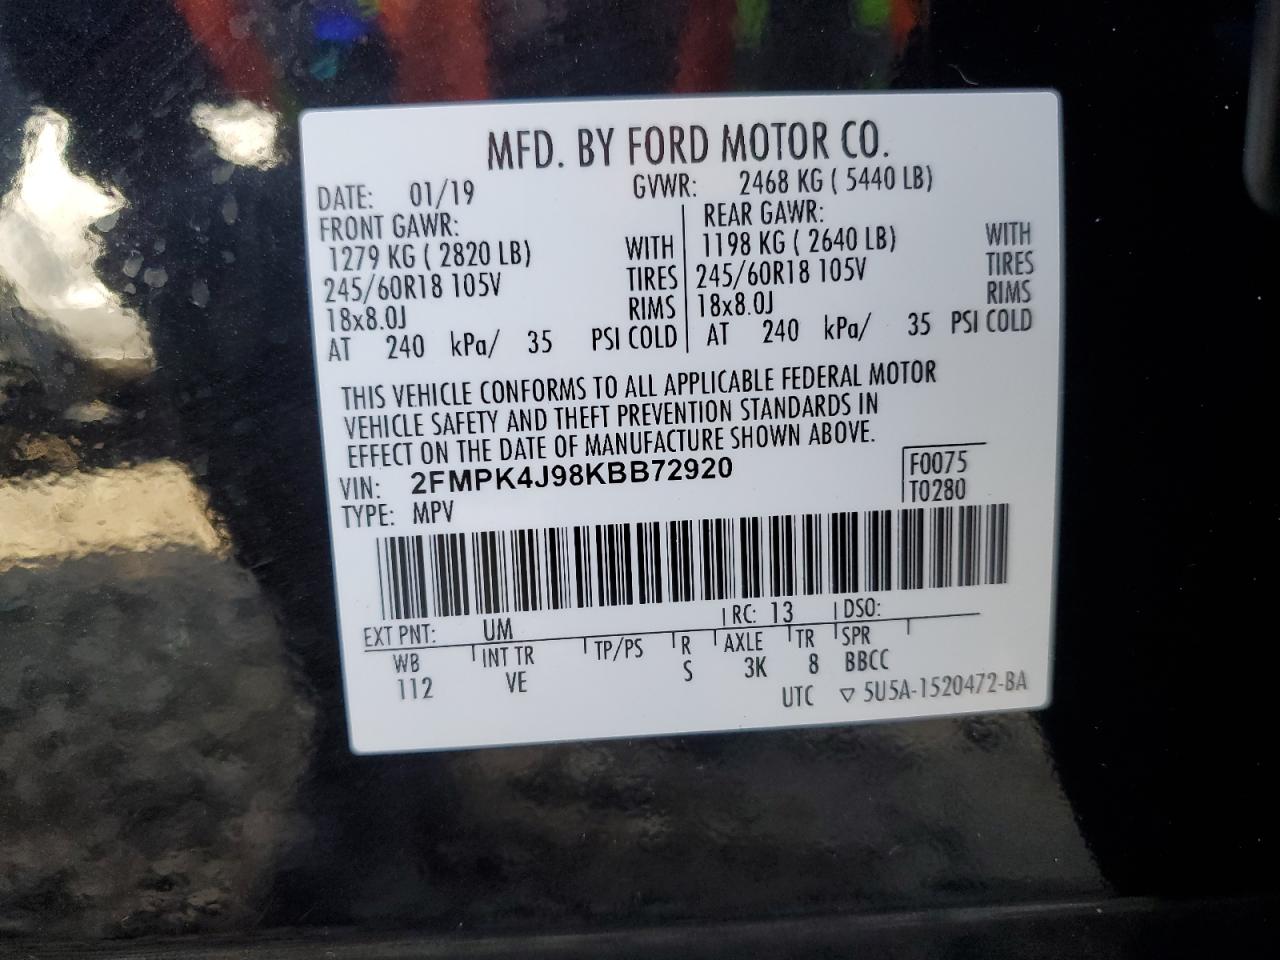 MFD. BY FORD MOTOR CO.
DATE: 01/19 GVWR: 2468 KG ( 5440 LB)
FRONT GAWR: REAR GAWR:
1279 KG ( 2820 LB) WITH 1198 KG ( 2640 LB) WITH
245/60R18 105V TIRES 245/60R18 105V TIRES
18x8.0J RIMS 18x8.0J RIMS
AT 240 kPa/ 35 PSI COLD AT 240 kPa/ 35 PSI COLD
THIS VEHICLE CONFORMS TO ALL APPLICABLE FEDERAL MOTOR
VEHICLE SAFETY AND THEFT PREVENTION STANDARDS IN
EFFECT ON THE DATE OF MANUFACTURE SHOWN ABOVE.
VIN: 2FMPK4J98KBB72920 F0075
TYPE: MPV T0280
EXT PNT: UM RC: 13 DSO:
WB INT TR TP/PS R AXLE TR SPR
112 VE S 3K 8 BBCC
UTC ▽ 5U5A-1520472-BA